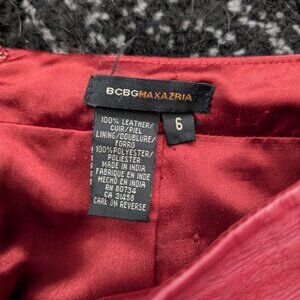 BCBGMAXAZRIA
6
100% LEATHER/
CUIR/PIEL
LINING/DOUBLURE/
FORRO
100% POLYESTER/
POLIESTER
MADE IN INDIA
FABRIQUE EN INDE
HECHO EN INDIA
RN 80734
CA 31458
CARE ON REVERSE